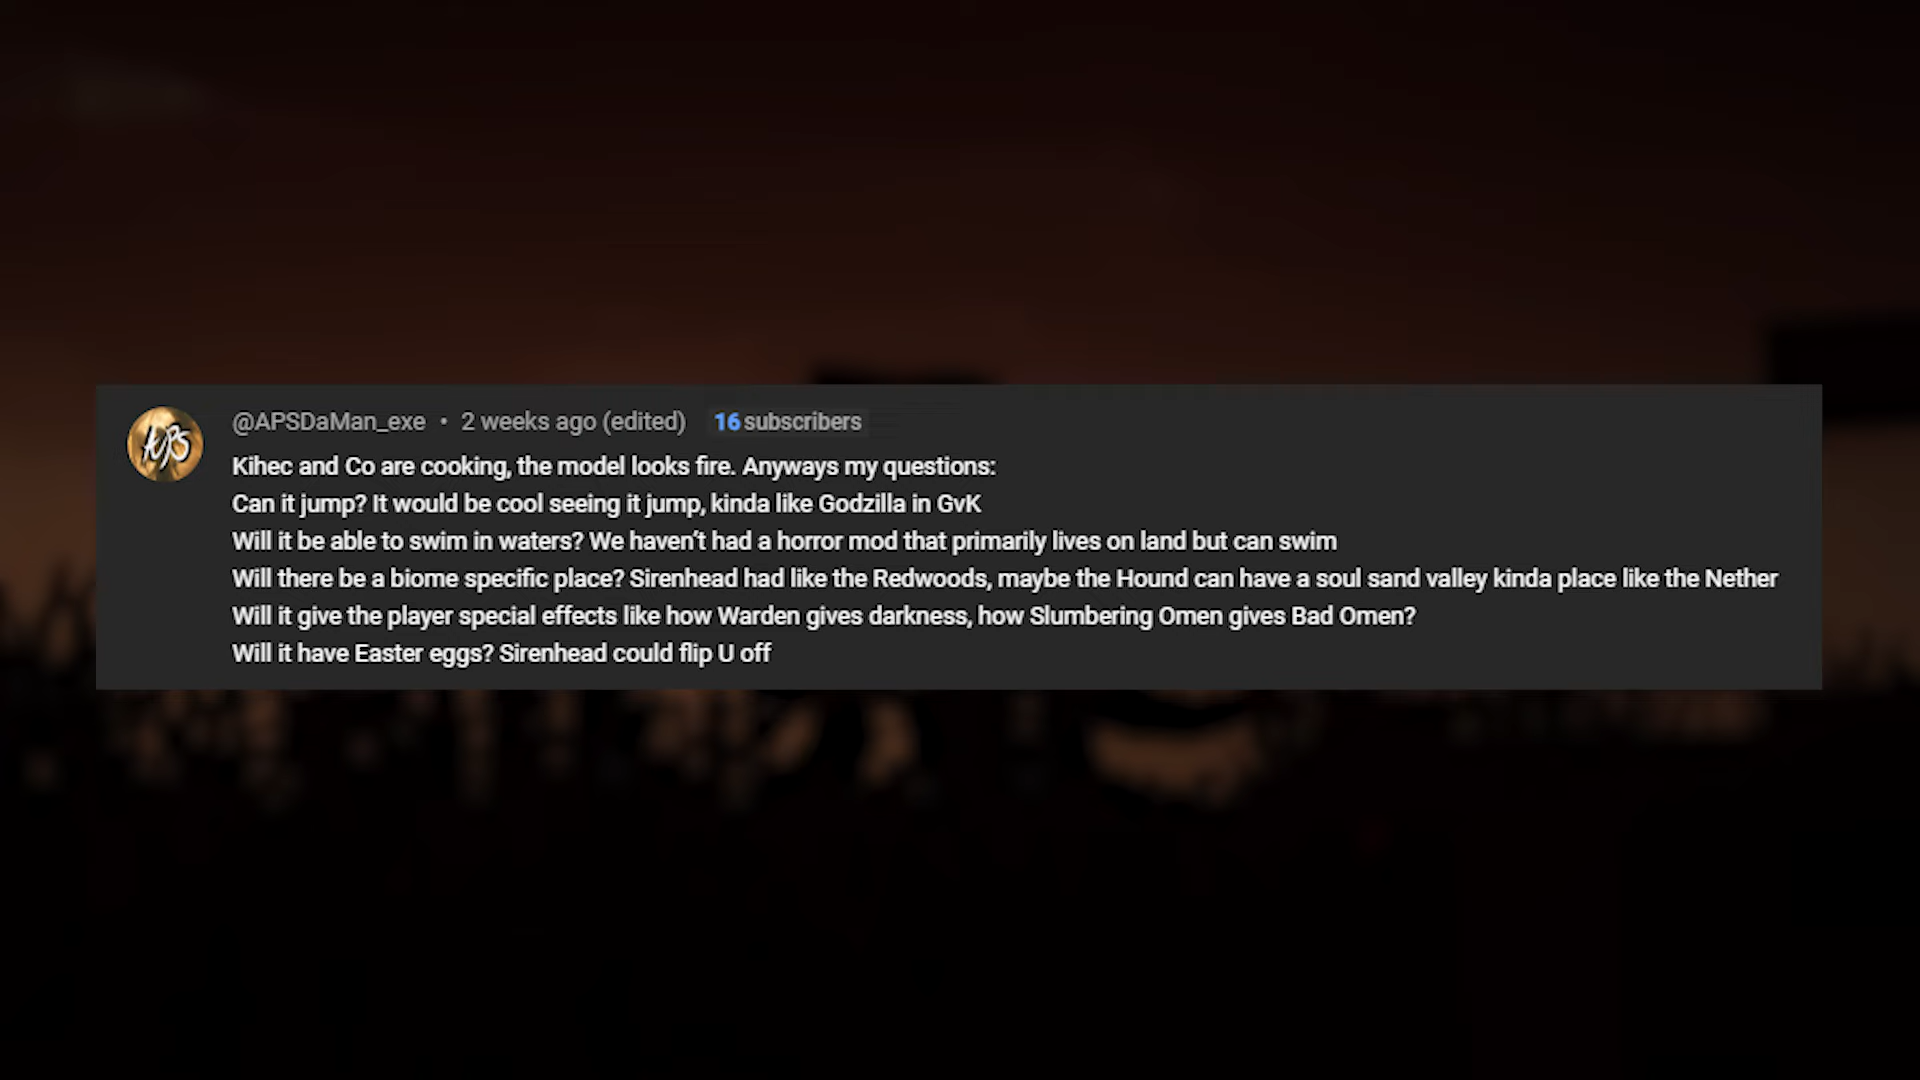 @APSDaMan_exe • 2 weeks ago (edited) 16 subscribers
Kihec and Co are cooking, the model looks fire. Anyways my questions:
Can it jump? It would be cool seeing it jump, kinda like Godzilla in GvK
Will it be able to swim in waters? We haven't had a horror mod that primarily lives on land but can swim
Will there be a biome specific place? Sirenhead had like the Redwoods, maybe the Hound can have a soul sand valley kinda place like the Nether
Will it give the player special effects like how Warden gives darkness, how Slumbering Omen gives Bad Omen?
Will it have Easter eggs? Sirenhead could flip U off
APS